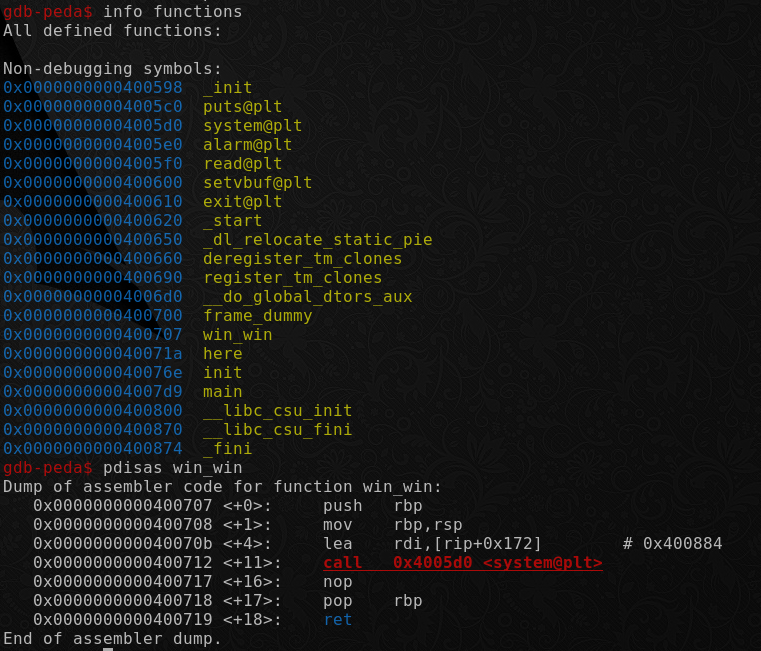 gdb-peda$ info functions
All defined functions:

Non-debugging symbols:
0x0000000000400598  _init
0x00000000004005c0  puts@plt
0x00000000004005d0  system@plt
0x00000000004005e0  alarm@plt
0x00000000004005f0  read@plt
0x0000000000400600  setvbuf@plt
0x0000000000400610  exit@plt
0x0000000000400620  _start
0x0000000000400650  _dl_relocate_static_pie
0x0000000000400660  deregister_tm_clones
0x0000000000400690  register_tm_clones
0x00000000004006d0  __do_global_dtors_aux
0x0000000000400700  frame_dummy
0x0000000000400707  win_win
0x000000000040071a  here
0x000000000040076e  init
0x00000000004007d9  main
0x0000000000400800  __libc_csu_init
0x0000000000400870  __libc_csu_fini
0x0000000000400874  _fini
gdb-peda$ pdisas win_win
Dump of assembler code for function win_win:
   0x0000000000400707 <+0>:     push   rbp
   0x0000000000400708 <+1>:     mov    rbp,rsp
   0x000000000040070b <+4>:     lea    rdi,[rip+0x172]        # 0x400884
   0x0000000000400712 <+11>:    call   0x4005d0 <system@plt>
   0x0000000000400717 <+16>:    nop
   0x0000000000400718 <+17>:    pop    rbp
   0x0000000000400719 <+18>:    ret
End of assembler dump.